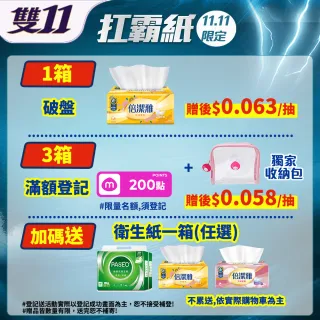 雙11
扛霸紙
11.11
限定
1箱
破盤
倍潔雅
贈後$0.063/抽
3箱
滿額登記
m
POINTS
200點
#限量名額,須登記
+
獨家
收納包
贈後$0.058/抽
加碼送
衛生紙一箱(任選)
PASEO
倍潔雅
倍潔雅
不累送,依實際購物車為主
#登記送活動實際以登記成功畫面為主，恕不接受補登!
#贈品皆數量有限，送完恕不補寄!